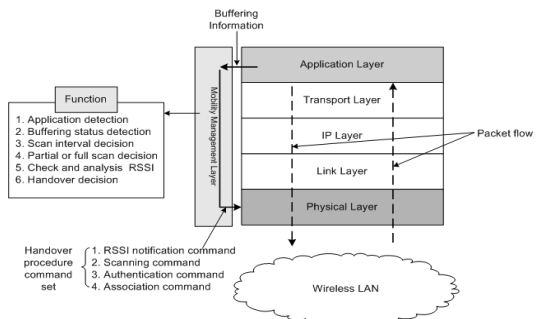 Buffering
Information
Application Layer
Transport Layer
IP Layer
Link Layer
Physical Layer
Mobility Management Layer
Packet flow
Function
1. Application detection
2. Buffering status detection
3. Scan interval decision
4. Partial or full scan decision
5. Check and analysis RSSI
6. Handover decision
Handover
procedure
command
set
1. RSSI notification command
2. Scanning command
3. Authentication command
4. Association command
Wireless LAN